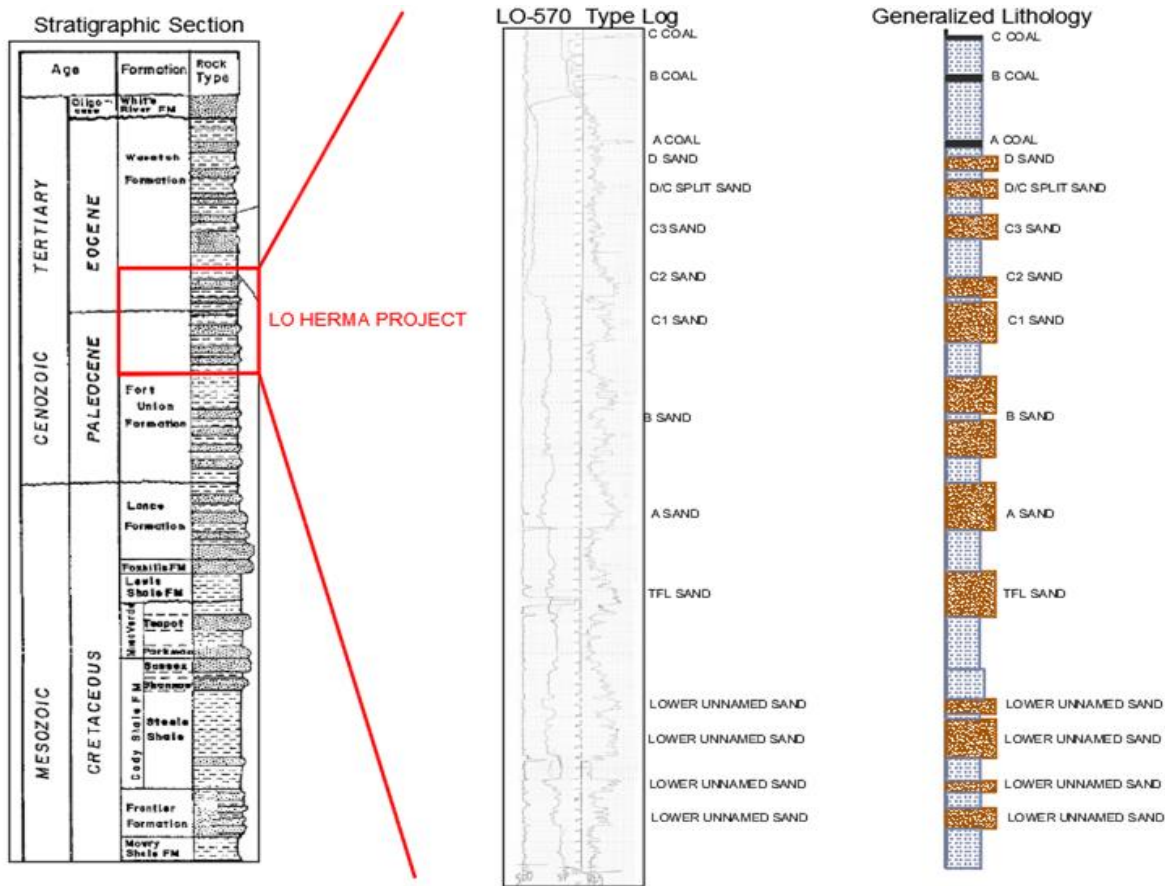 Stratigraphic Section
Age
Formation
Rock
Type
CENOZOIC
TERTIARY
Oligo-
cene
White
River FM
EOCENE
Wasatch
Formation
PALEOCENE
Fort
Union
Formation
MESOZOIC
CRETACEOUS
Lance
Formation
Foxhills FM
Lewis
Shale FM
Teapot
Parkman
Cody Shale FM
Sussex
Shannon
Steele
Shale
Frontier
Formation
Mowry
Shale FM
LO HERMA PROJECT
LO-570 Type Log
C COAL
B COAL
A COAL
D SAND
D/C SPLIT SAND
C3 SAND
C2 SAND
C1 SAND
B SAND
A SAND
TFL SAND
LOWER UNNAMED SAND
LOWER UNNAMED SAND
LOWER UNNAMED SAND
LOWER UNNAMED SAND
Generalized Lithology
C COAL
B COAL
A COAL
D SAND
D/C SPLIT SAND
C3 SAND
C2 SAND
C1 SAND
B SAND
A SAND
TFL SAND
LOWER UNNAMED SAND
LOWER UNNAMED SAND
LOWER UNNAMED SAND
LOWER UNNAMED SAND